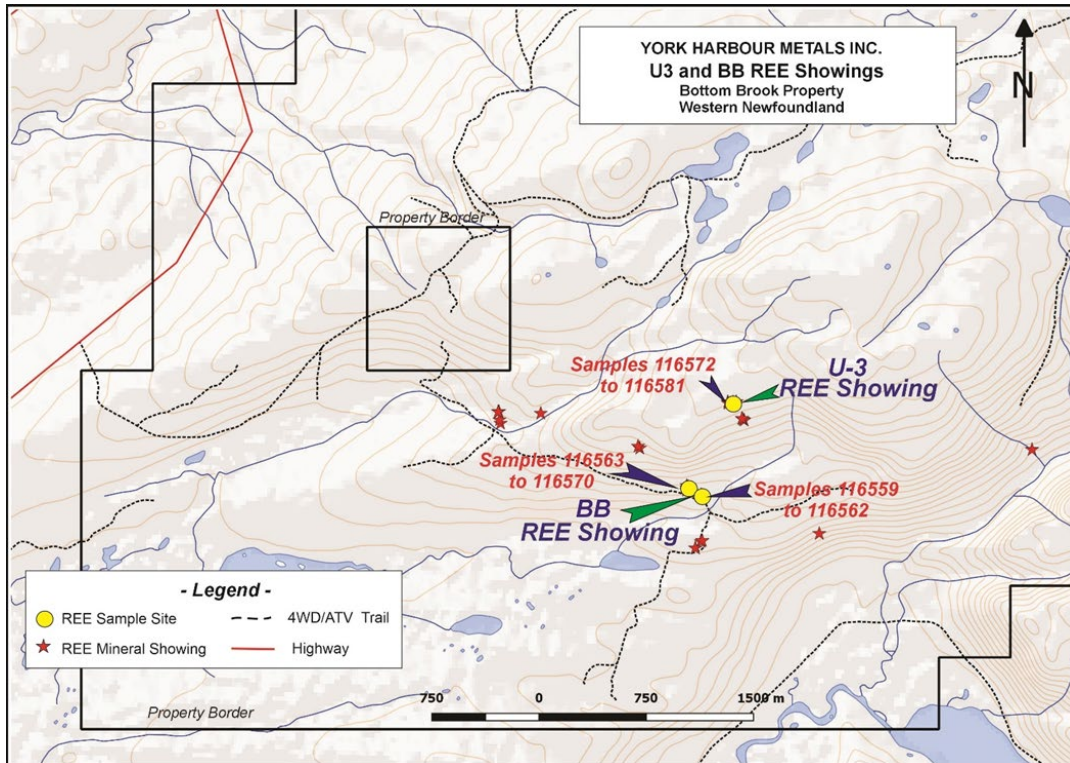 YORK HARBOUR METALS INC.
U3 and BB REE Showings
Bottom Brook Property
Western Newfoundland
N
Property Border
Samples 116572
to 116581
U-3
REE Showing
Samples 116563
to 116570
Samples 116559
to 116562
BB
REE Showing
- Legend -
REE Sample Site
4WD/ATV Trail
REE Mineral Showing
Highway
750 0 750 1500 m
Property Border